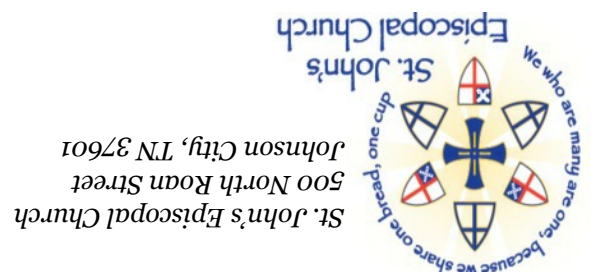 St. John's
Episcopal Church
We who are many are one, because we share one bread, one cup
St. John's Episcopal Church
500 North Roan Street
Johnson City, TN 37601